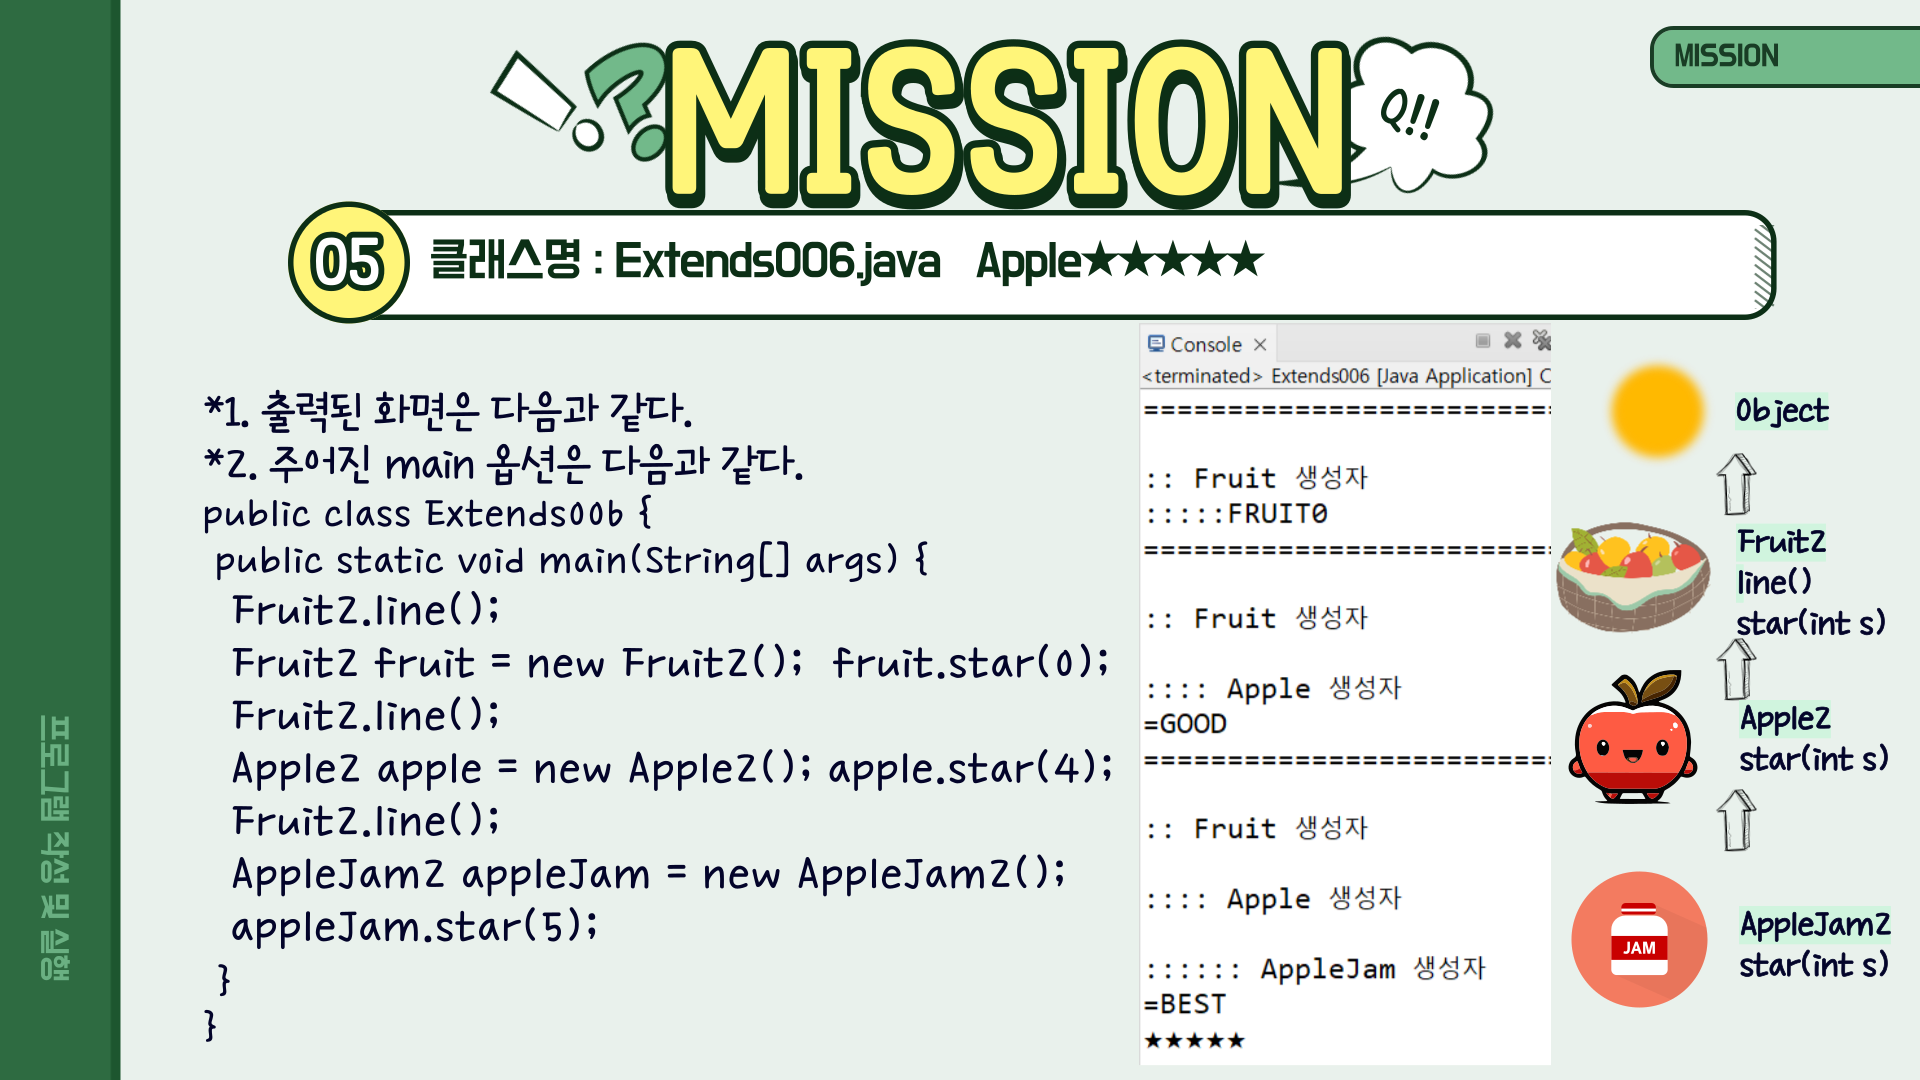 MISSION
MISSION
Q!!
05
클래스명 : Extends006.java Apple★★★★★
*1. 출력된 화면은 다음과 같다.
*2. 주어진 main 옵션은 다음과 같다.
public class Extends006 {
public static void main(String[] args) {
Fruit2.line();
Fruit2 fruit = new Fruit2(); fruit.star(0);
Fruit2.line();
Apple2 apple = new Apple2(); apple.star(4);
Fruit2.line();
AppleJam2 appleJam = new AppleJam2();
appleJam.star(5);
}
}
Console
<terminated> Extends006 [Java Application] C
=========================
:: Fruit 생성자
:::::FRUIT0
=========================
:: Fruit 생성자
:::: Apple 생성자
=GOOD
=========================
:: Fruit 생성자
:::: Apple 생성자
:::::: AppleJam 생성자
=BEST
★★★★★
Object
Fruit2
line()
star(int s)
Apple2
star(int s)
JAM
AppleJam2
star(int s)
프로그램 작성 및 실행